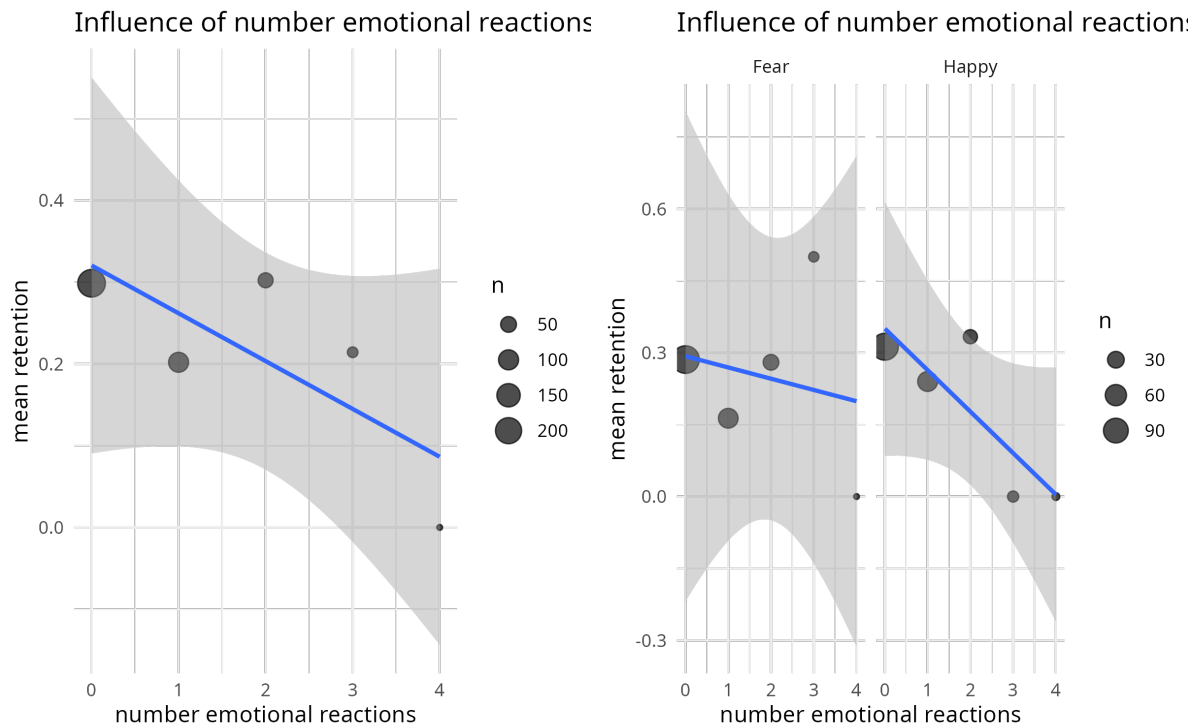 Influence of number emotional reactions
mean retention
0.4
0.2
0.0
0 1 2 3 4
number emotional reactions
n
50
100
150
200
Influence of number emotional reactions
Fear Happy
mean retention
0.6
0.3
0.0
-0.3
0 1 2 3 4 0 1 2 3 4
number emotional reactions
n
30
60
90